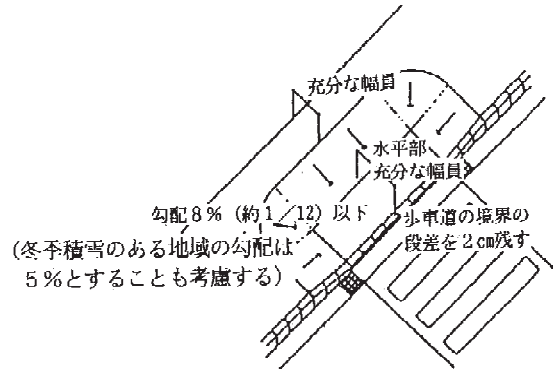 充分な幅員
水平部
充分な幅員
勾配8%（約1／12）以下
（冬季積雪のある地域の勾配は
5%とすることも考慮する）
歩車道の境界の
段差を2cm残す